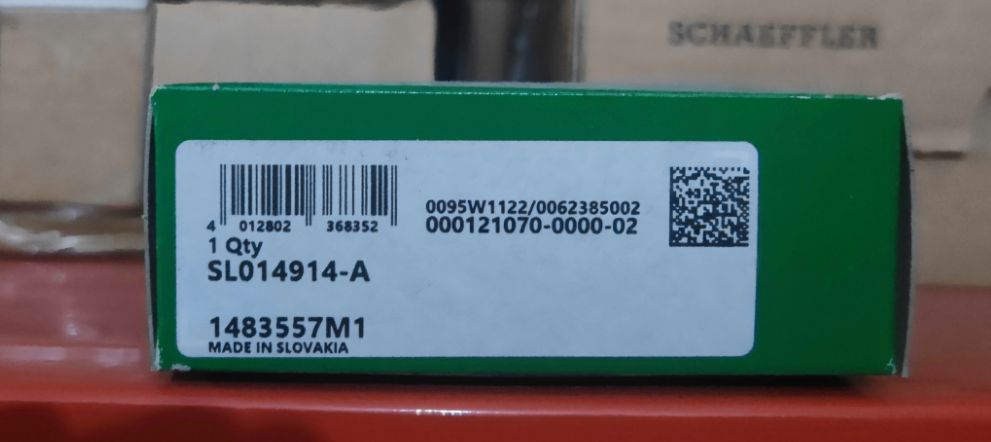 SCHAEFFLER
4 012802 368352
0095W1122/0062385002
000121070-0000-02
1 Qty
SL014914-A
1483557M1
MADE IN SLOVAKIA